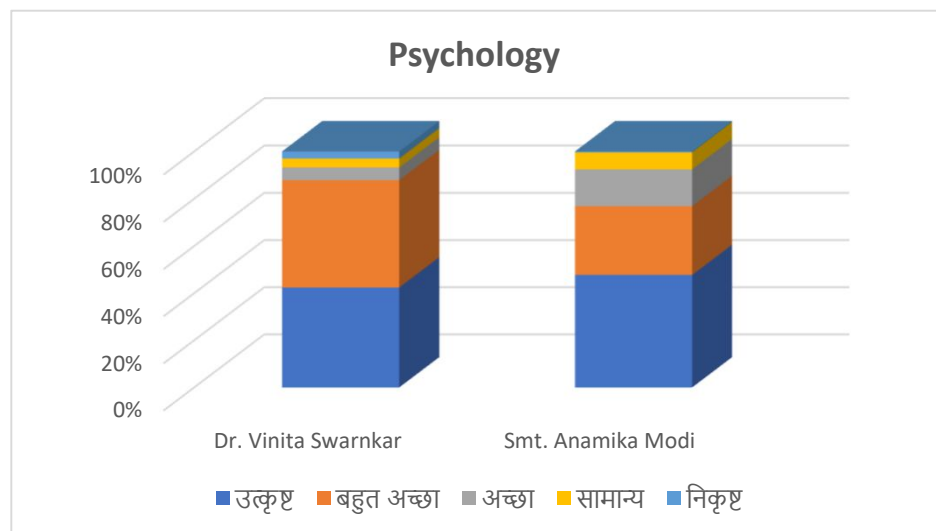 Psychology
100%
80%
60%
40%
20%
0%
Dr. Vinita Swarnkar Smt. Anamika Modi
उत्कृष्ट बहुत अच्छा अच्छा सामान्य निकृष्ट